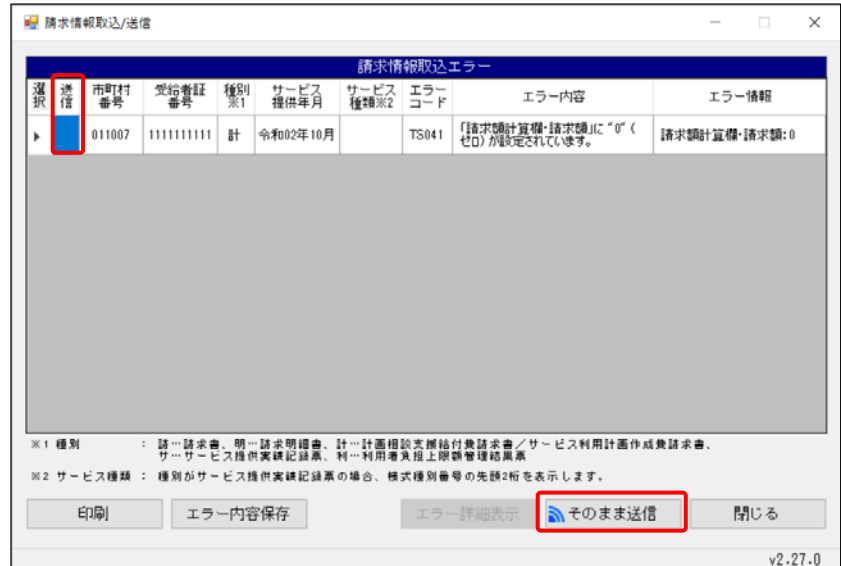 請求情報取込/送信
請求情報取込エラー
選択 送信 市町村番号 受給者証番号 種別※1 サービス提供年月 サービス種類※2 エラーコード エラー内容 エラー情報
011007 1111111111 計 令和02年10月 TS041 「請求額計算欄・請求額」に"0"(ゼロ)が設定されています。 請求額計算欄・請求額:0
※1 種別 : 請…請求書、明…請求明細書、計…計画相談支援給付費請求書/サービス利用計画作成費請求書、
サ…サービス提供実績記録票、利…利用者負担上限額管理結果票
※2 サービス種類 : 種別がサービス提供実績記録票の場合、様式種別番号の先頭2桁を表示します。
印刷 エラー内容保存 エラー詳細表示 そのまま送信 閉じる
v2.27.0